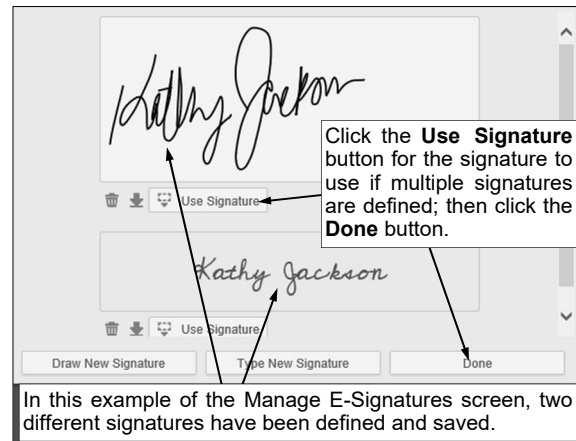 Kathy Jackson
Click the Use Signature
button for the signature to
use if multiple signatures
are defined; then click the
Done button.
Use Signature
Kathy Jackson
Use Signature
Draw New Signature
Type New Signature
Done
In this example of the Manage E-Signatures screen, two
different signatures have been defined and saved.